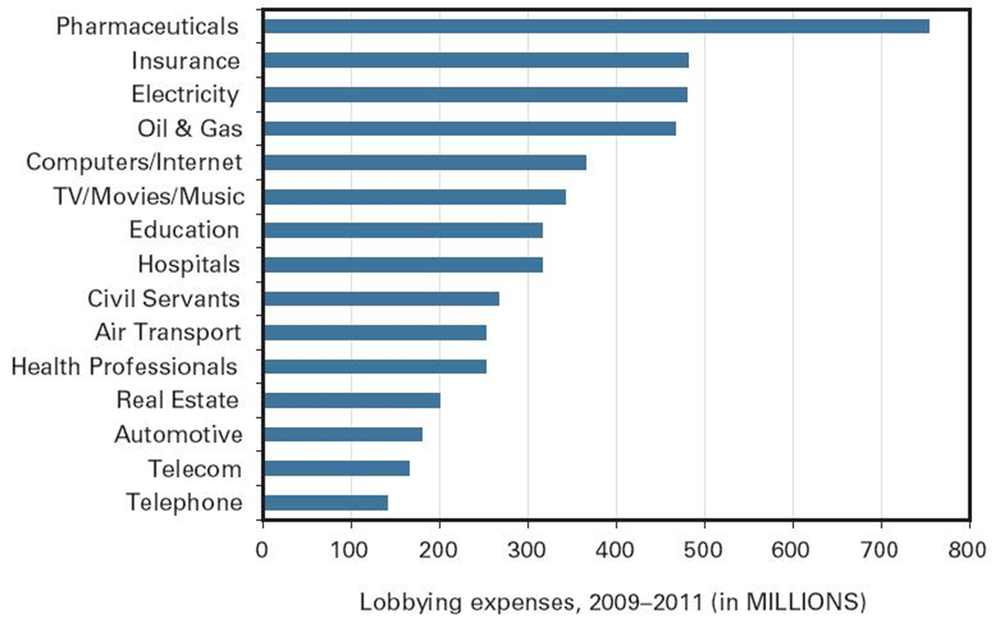 Pharmaceuticals
Insurance
Electricity
Oil & Gas
Computers/Internet
TV/Movies/Music
Education
Hospitals
Civil Servants
Air Transport
Health Professionals
Real Estate
Automotive
Telecom
Telephone
0 100 200 300 400 500 600 700 800
Lobbying expenses, 2009–2011 (in MILLIONS)